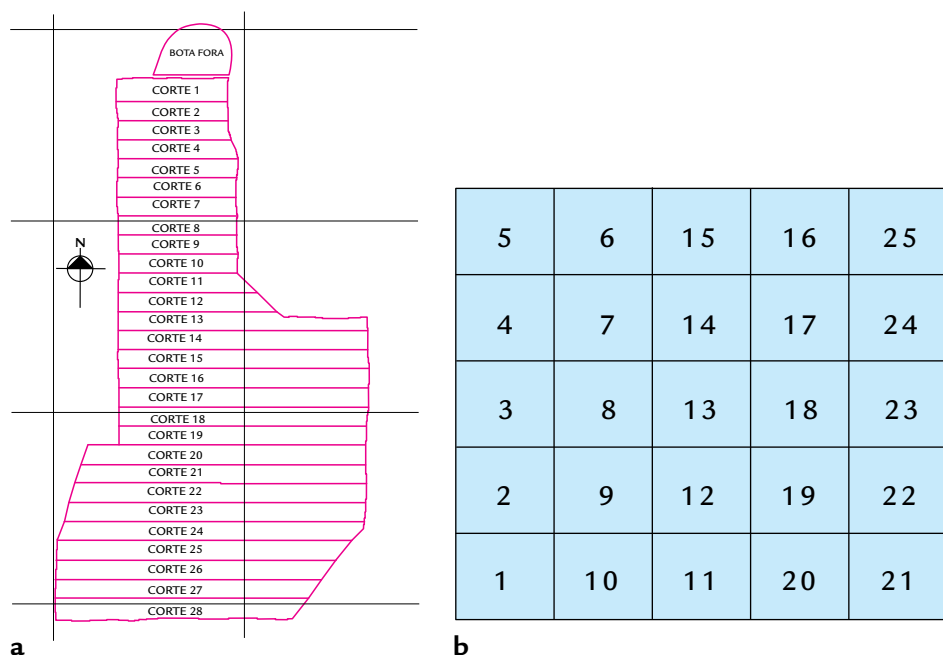 BOTA FORA
CORTE 1
CORTE 2
CORTE 3
CORTE 4
CORTE 5
CORTE 6
CORTE 7
CORTE 8
CORTE 9
CORTE 10
CORTE 11
CORTE 12
CORTE 13
CORTE 14
CORTE 15
CORTE 16
CORTE 17
CORTE 18
CORTE 19
CORTE 20
CORTE 21
CORTE 22
CORTE 23
CORTE 24
CORTE 25
CORTE 26
CORTE 27
CORTE 28
N
a
5 6 15 16 25
4 7 14 17 24
3 8 13 18 23
2 9 12 19 22
1 10 11 20 21
b